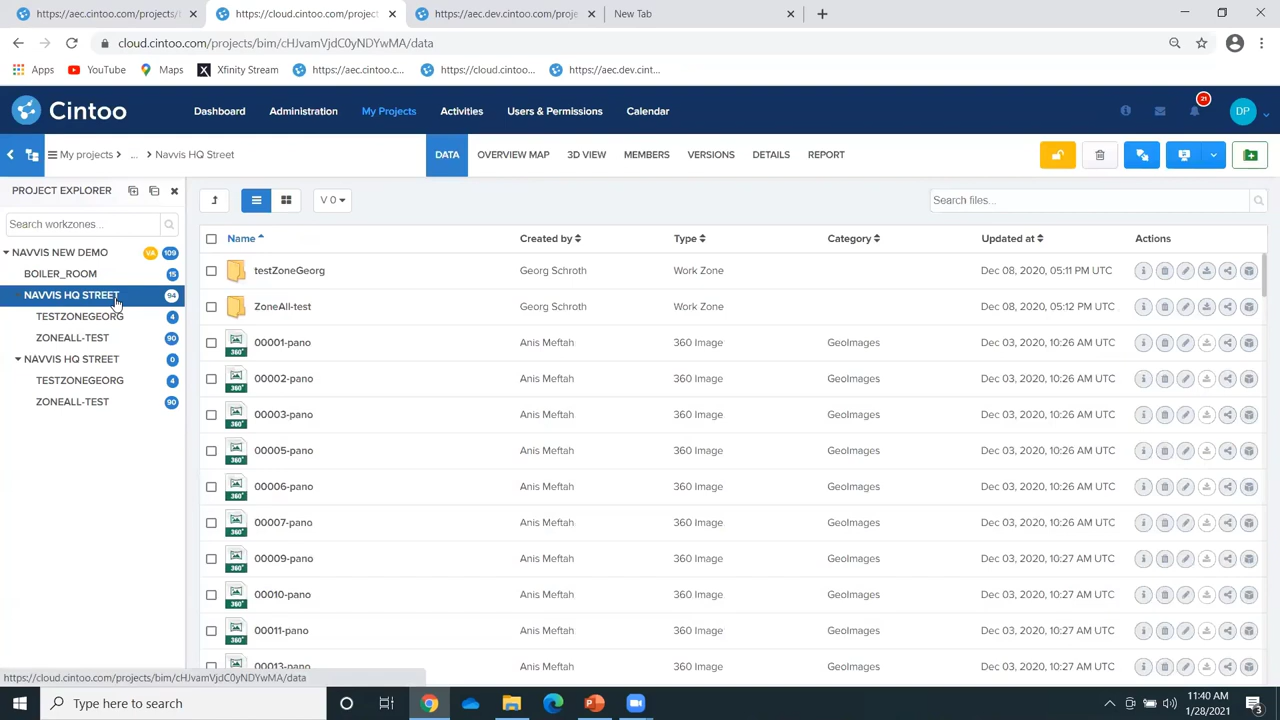 https://aec.cintoo.com/projects/t
https://cloud.cintoo.com/project
https://aec.dev.cintoo.com/proje
New Tab
cloud.cintoo.com/projects/bim/cHJvamVjdC0yNDYwMA/data
Apps YouTube Maps Xfinity Stream https://aec.cintoo.c... https://cloud.cintoo... https://aec.dev.cint...
Cintoo Dashboard Administration My Projects Activities Users & Permissions Calendar 21 DP
My projects ... Navvis HQ Street DATA OVERVIEW MAP 3D VIEW MEMBERS VERSIONS DETAILS REPORT
PROJECT EXPLORER
Search workzones...
NAVVIS NEW DEMO VA 109
BOILER_ROOM 15
NAVVIS HQ STREET 94
TESTZONEGEORG 4
ZONEALL-TEST 90
NAVVIS HQ STREET 0
TESTZONEGEORG 4
ZONEALL-TEST 90
V 0
Search files...
Name Created by Type Category Updated at Actions
testZoneGeorg Georg Schroth Work Zone Dec 08, 2020, 05:11 PM UTC
ZoneAll-test Georg Schroth Work Zone Dec 08, 2020, 05:12 PM UTC
360° 00001-pano Anis Meftah 360 Image GeoImages Dec 03, 2020, 10:26 AM UTC
360° 00002-pano Anis Meftah 360 Image GeoImages Dec 03, 2020, 10:26 AM UTC
360° 00003-pano Anis Meftah 360 Image GeoImages Dec 03, 2020, 10:26 AM UTC
360° 00005-pano Anis Meftah 360 Image GeoImages Dec 03, 2020, 10:26 AM UTC
360° 00006-pano Anis Meftah 360 Image GeoImages Dec 03, 2020, 10:26 AM UTC
360° 00007-pano Anis Meftah 360 Image GeoImages Dec 03, 2020, 10:26 AM UTC
360° 00009-pano Anis Meftah 360 Image GeoImages Dec 03, 2020, 10:27 AM UTC
360° 00010-pano Anis Meftah 360 Image GeoImages Dec 03, 2020, 10:27 AM UTC
360° 00011-pano Anis Meftah 360 Image GeoImages Dec 03, 2020, 10:27 AM UTC
00013-pano Anis Meftah 360 Image GeoImages Dec 03, 2020, 10:27 AM UTC
https://cloud.cintoo.com/projects/bim/cHJvamVjdC0yNDYwMA/data
Type here to search
11:40 AM
1/28/2021
3